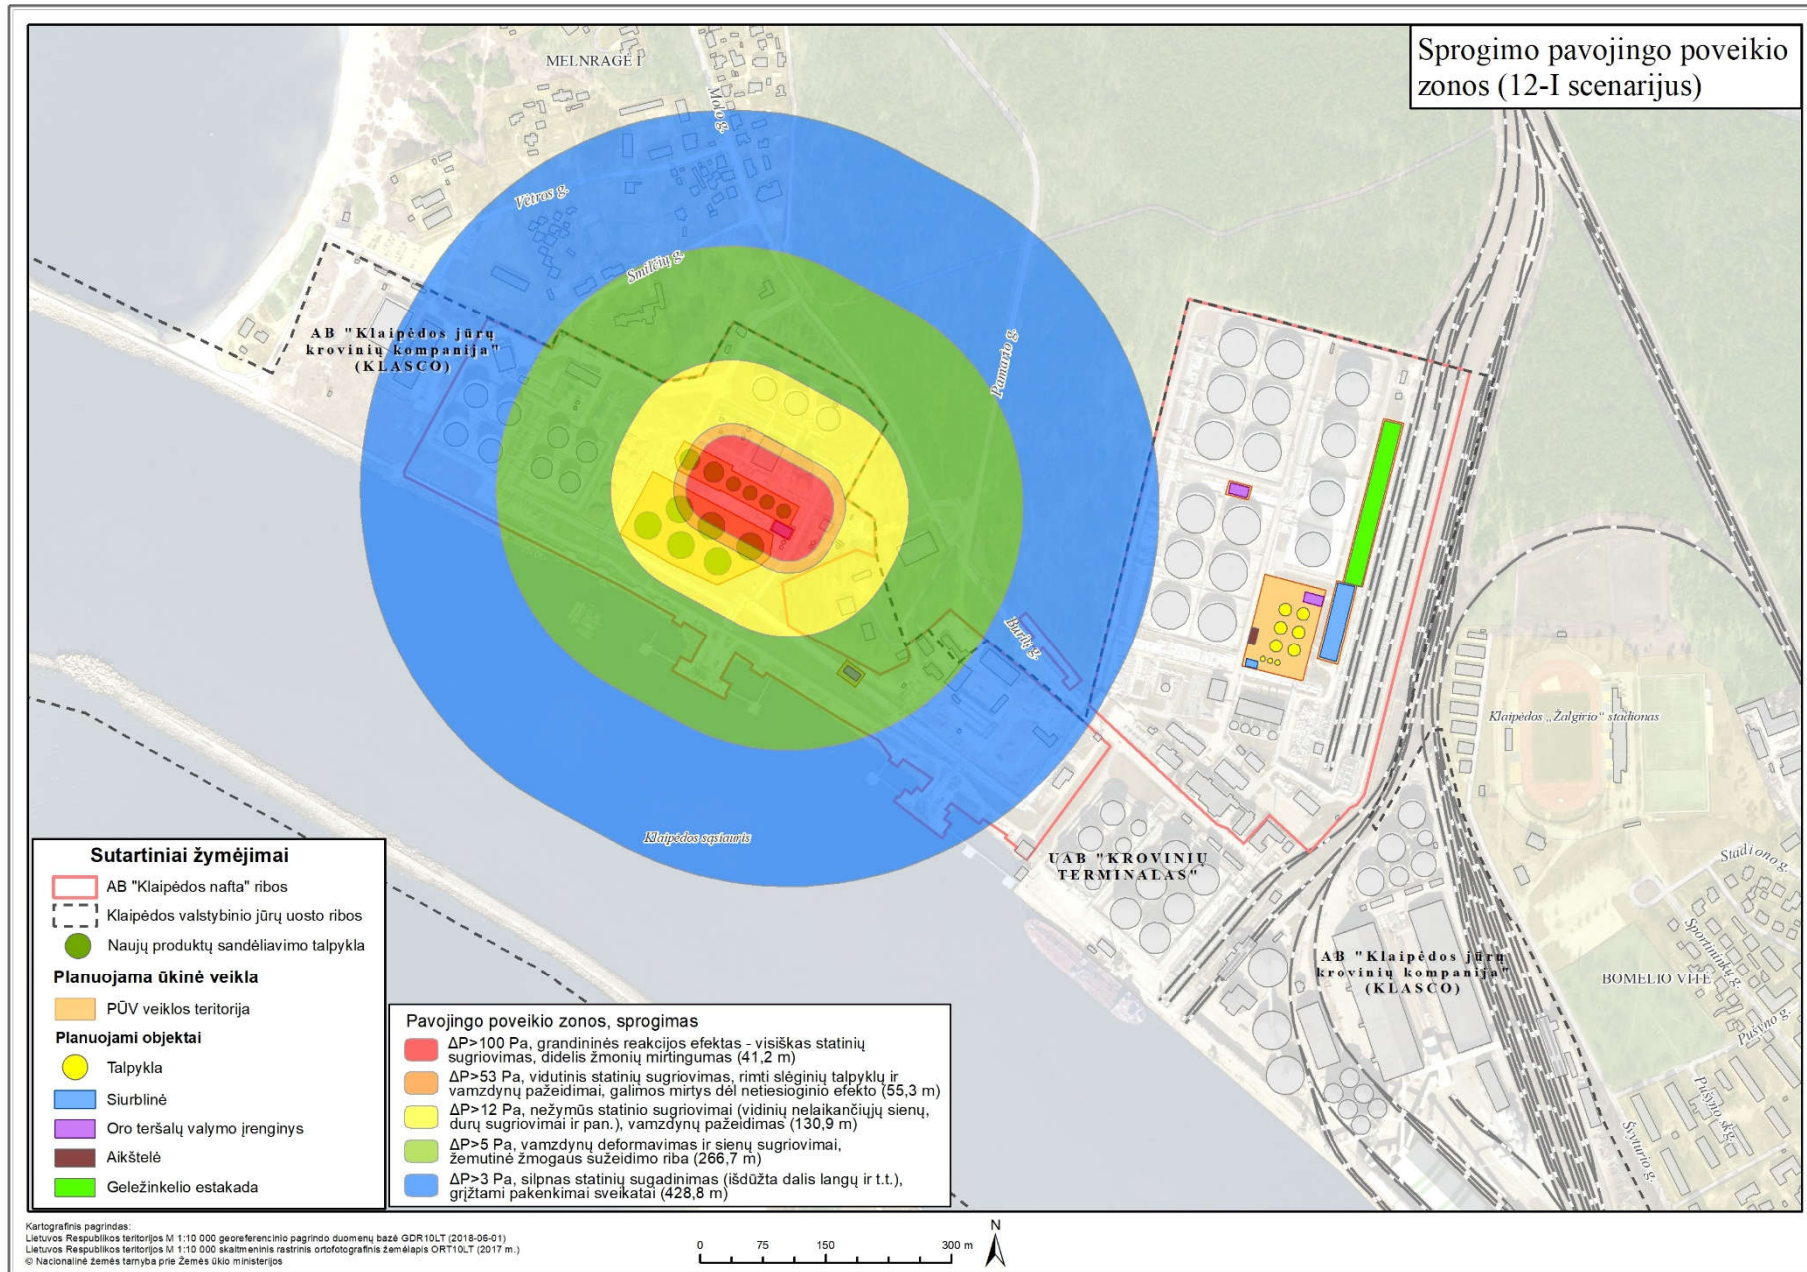 Sprogimo pavojingo poveikio
zonos (12-I scenarijus)
MELNRAGĖ I
Molo g.
Vėtros g.
Smilčių g.
Pamario g.
AB "Klaipėdos jūrų
krovinių kompanija"
(KLASCO)
Burių g.
Klaipėdos „Žalgirio“ stadionas
Klaipėdos sąsiauris
UAB "KROVINIŲ
TERMINALAS"
AB "Klaipėdos jūrų
krovinių kompanija"
(KLASCO)
BOMELIO VITĖ
Stadiono g.
Sportininkų g.
Pušyno g.
Pušyno skg.
Švyturio g.
Sutartiniai žymėjimai
AB "Klaipėdos nafta" ribos
Klaipėdos valstybinio jūrų uosto ribos
Naujų produktų sandėliavimo talpykla
Planuojama ūkinė veikla
PŪV veiklos teritorija
Planuojami objektai
Talpykla
Siurblinė
Oro teršalų valymo įrenginys
Aikštelė
Geležinkelio estakada
Pavojingo poveikio zonos, sprogimas
ΔP>100 Pa, grandininės reakcijos efektas - visiškas statinių
sugriovimas, didelis žmonių mirtingumas (41,2 m)
ΔP>53 Pa, vidutinis statinių sugriovimas, rimti slėginių talpyklų ir
vamzdynų pažeidimai, galimos mirtys dėl netiesioginio efekto (55,3 m)
ΔP>12 Pa, nežymūs statinio sugriovimai (vidinių nelaikančiųjų sienų,
durų sugriovimai ir pan.), vamzdynų pažeidimas (130,9 m)
ΔP>5 Pa, vamzdynų deformavimas ir sienų sugriovimai,
žemutinė žmogaus sužeidimo riba (266,7 m)
ΔP>3 Pa, silpnas statinių sugadinimas (išdūžta dalis langų ir t.t.),
grįžtami pakenkimai sveikatai (428,8 m)
Kartografinis pagrindas:
Lietuvos Respublikos teritorijos M 1:10 000 georeferencinio pagrindo duomenų bazė GDR10LT (2018-06-01)
Lietuvos Respublikos teritorijos M 1:10 000 skaitmeninis rastrinis ortofotografinis žemėlapis ORT10LT (2017 m.)
© Nacionalinė žemės tarnyba prie Žemės ūkio ministerijos
0 75 150 300 m
N